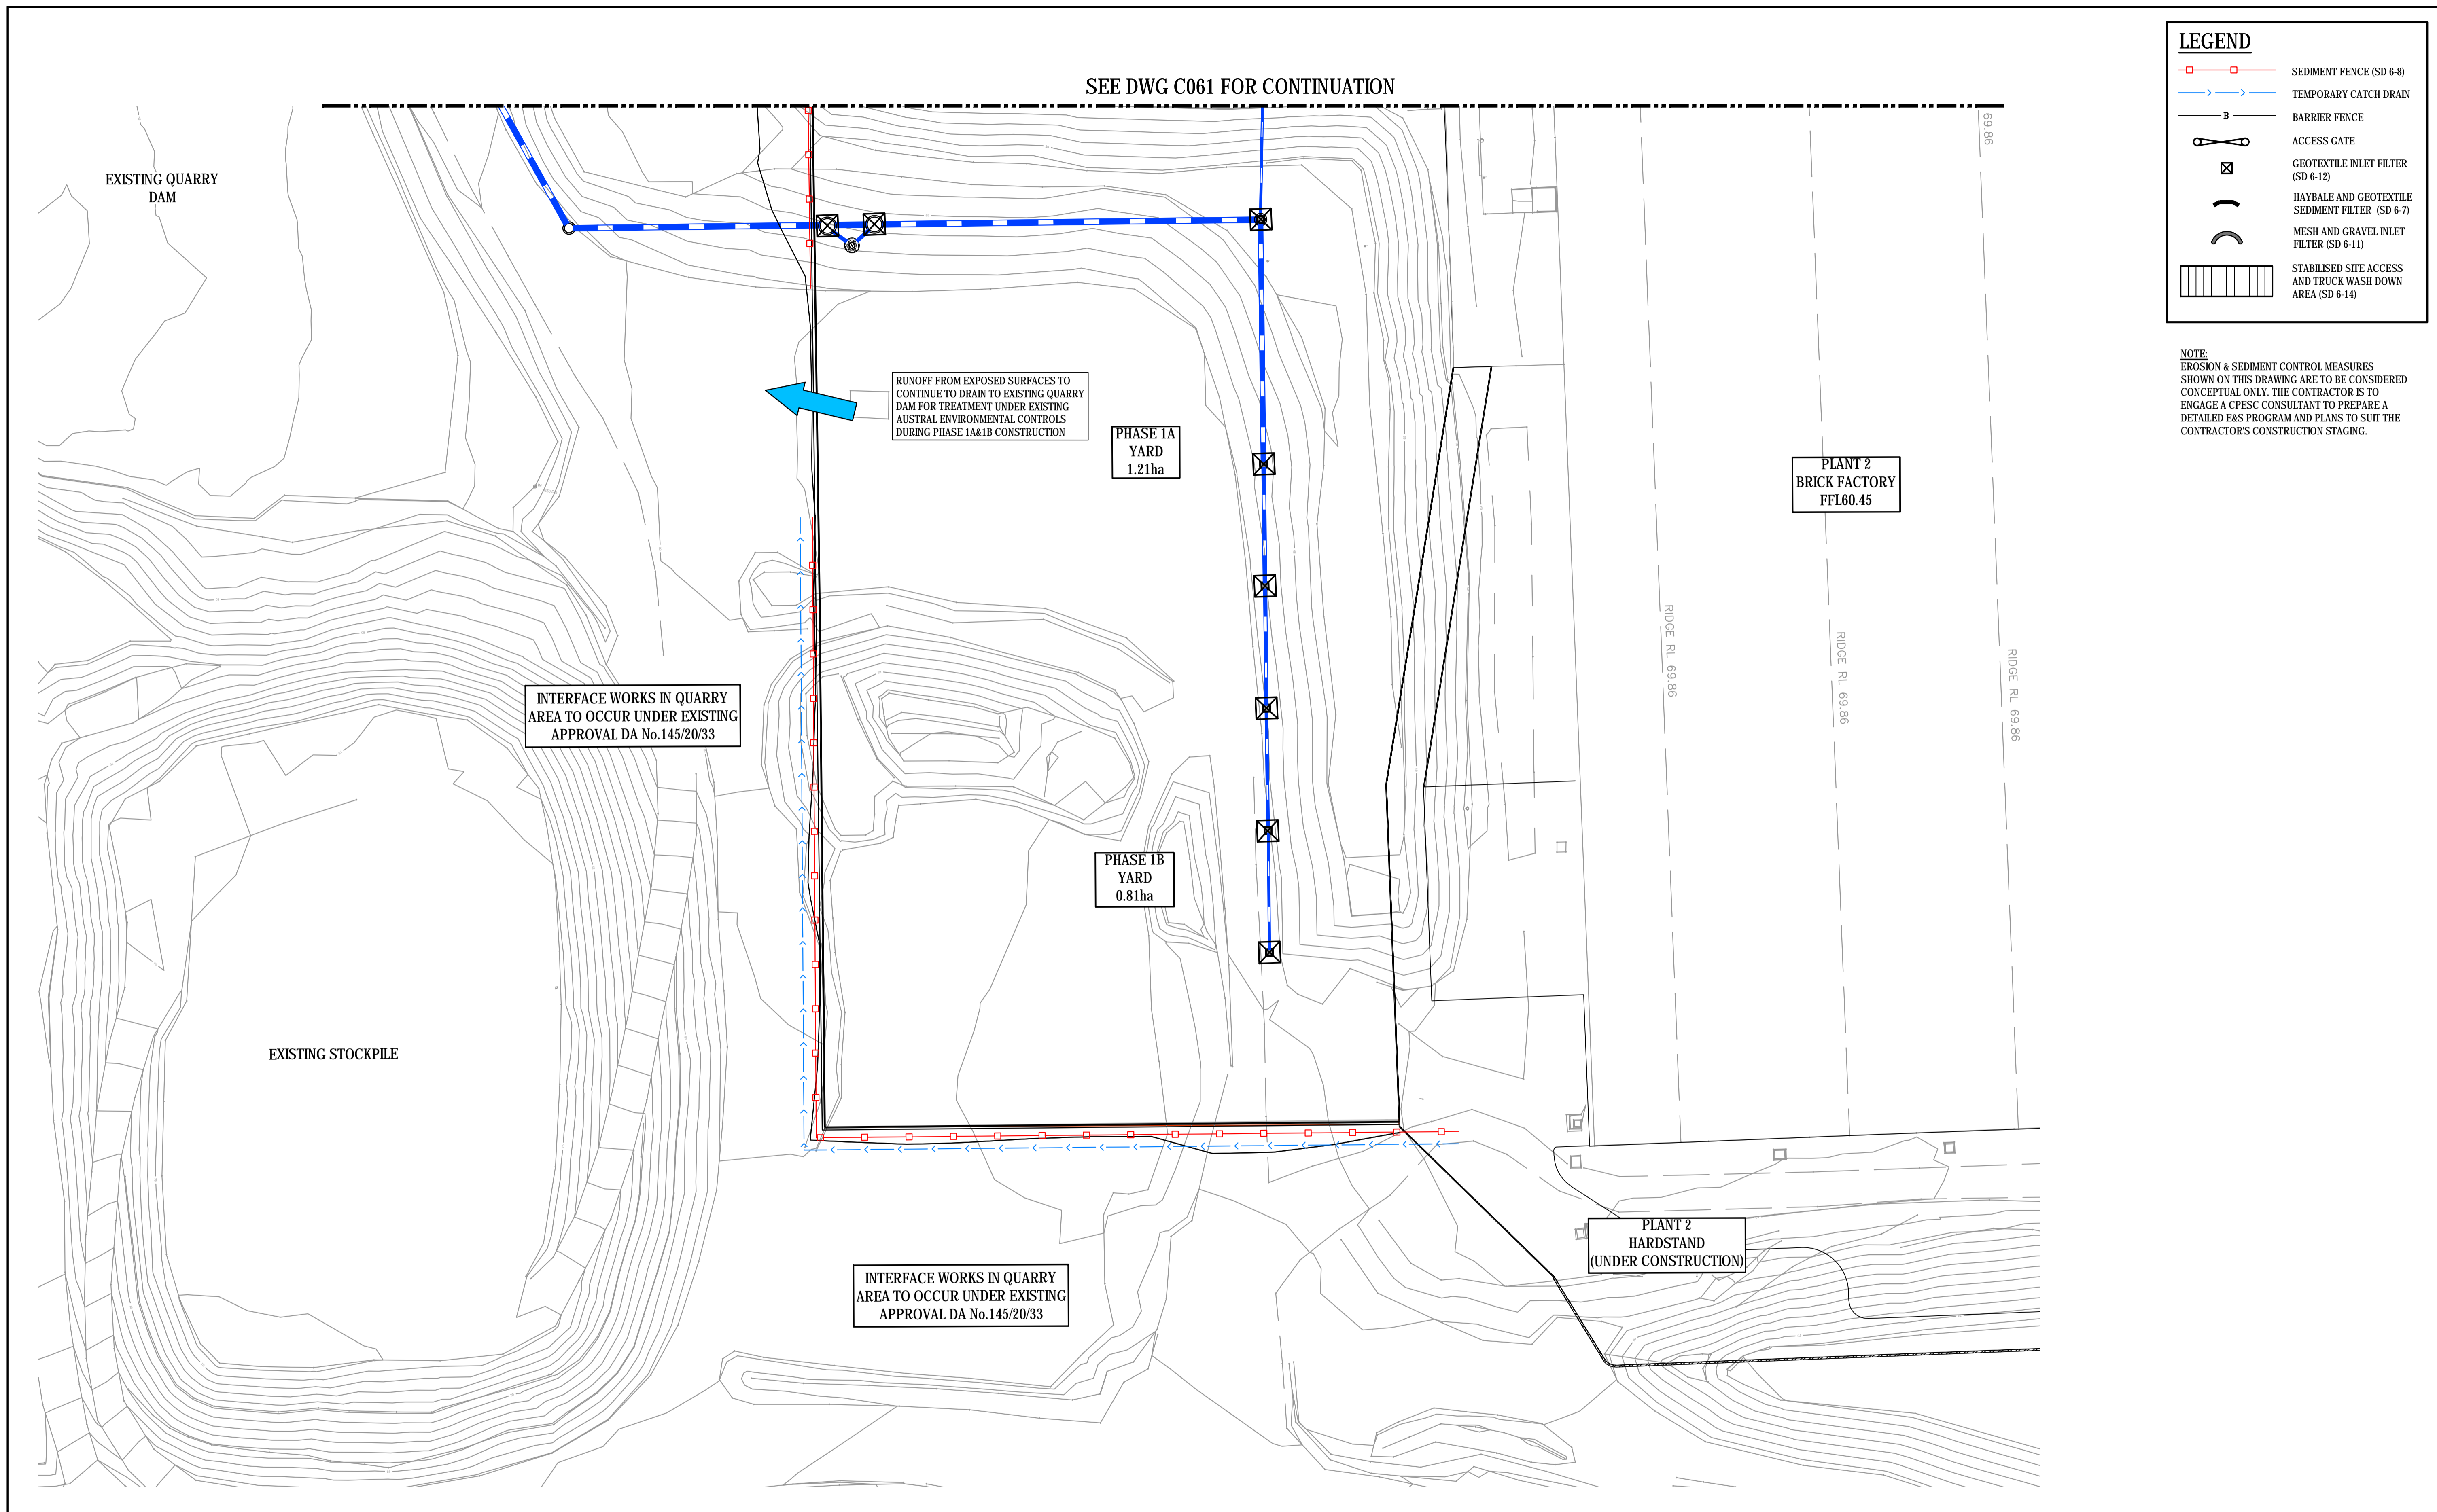 SEE DWG C061 FOR CONTINUATION
EXISTING QUARRY
DAM
RUNOFF FROM EXPOSED SURFACES TO
CONTINUE TO DRAIN TO EXISTING QUARRY
DAM FOR TREATMENT UNDER EXISTING
AUSTRAL ENVIRONMENTAL CONTROLS
DURING PHASE 1A&1B CONSTRUCTION
PHASE 1A
YARD
1.21ha
PLANT 2
BRICK FACTORY
FFL60.45
69.86
RIDGE RL 69.86
RIDGE RL 69.86
RIDGE RL 69.86
INTERFACE WORKS IN QUARRY
AREA TO OCCUR UNDER EXISTING
APPROVAL DA No.145/20/33
PHASE 1B
YARD
0.81ha
EXISTING STOCKPILE
PLANT 2
HARDSTAND
(UNDER CONSTRUCTION)
INTERFACE WORKS IN QUARRY
AREA TO OCCUR UNDER EXISTING
APPROVAL DA No.145/20/33
LEGEND
SEDIMENT FENCE (SD 6-8)
TEMPORARY CATCH DRAIN
B
BARRIER FENCE
ACCESS GATE
GEOTEXTILE INLET FILTER
(SD 6-12)
HAYBALE AND GEOTEXTILE
SEDIMENT FILTER (SD 6-7)
MESH AND GRAVEL INLET
FILTER (SD 6-11)
STABILISED SITE ACCESS
AND TRUCK WASH DOWN
AREA (SD 6-14)
NOTE:
EROSION & SEDIMENT CONTROL MEASURES
SHOWN ON THIS DRAWING ARE TO BE CONSIDERED
CONCEPTUAL ONLY. THE CONTRACTOR IS TO
ENGAGE A CPESC CONSULTANT TO PREPARE A
DETAILED E&S PROGRAM AND PLANS TO SUIT THE
CONTRACTOR'S CONSTRUCTION STAGING.